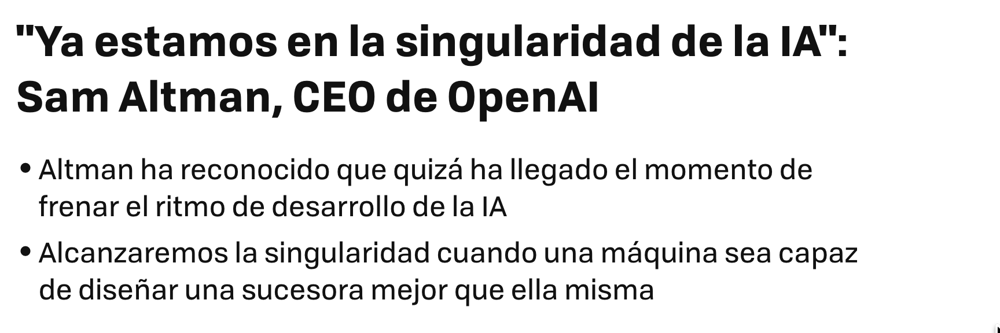 "Ya estamos en la singularidad de la IA":
Sam Altman, CEO de OpenAI
• Altman ha reconocido que quizá ha llegado el momento de
frenar el ritmo de desarrollo de la IA
• Alcanzaremos la singularidad cuando una máquina sea capaz
de diseñar una sucesora mejor que ella misma